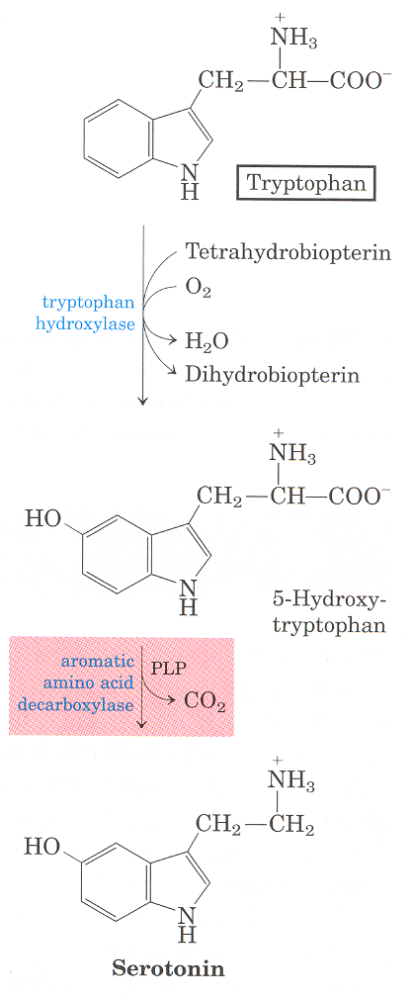 +
NH₃
CH₂—CH—COO⁻
N
H
Tryptophan
Tetrahydrobiopterin
O₂
tryptophan
hydroxylase
H₂O
Dihydrobiopterin
+
NH₃
CH₂—CH—COO⁻
HO
N
H
5-Hydroxy-
tryptophan
aromatic
amino acid
decarboxylase
PLP
CO₂
+
NH₃
CH₂—CH₂
HO
N
H
Serotonin